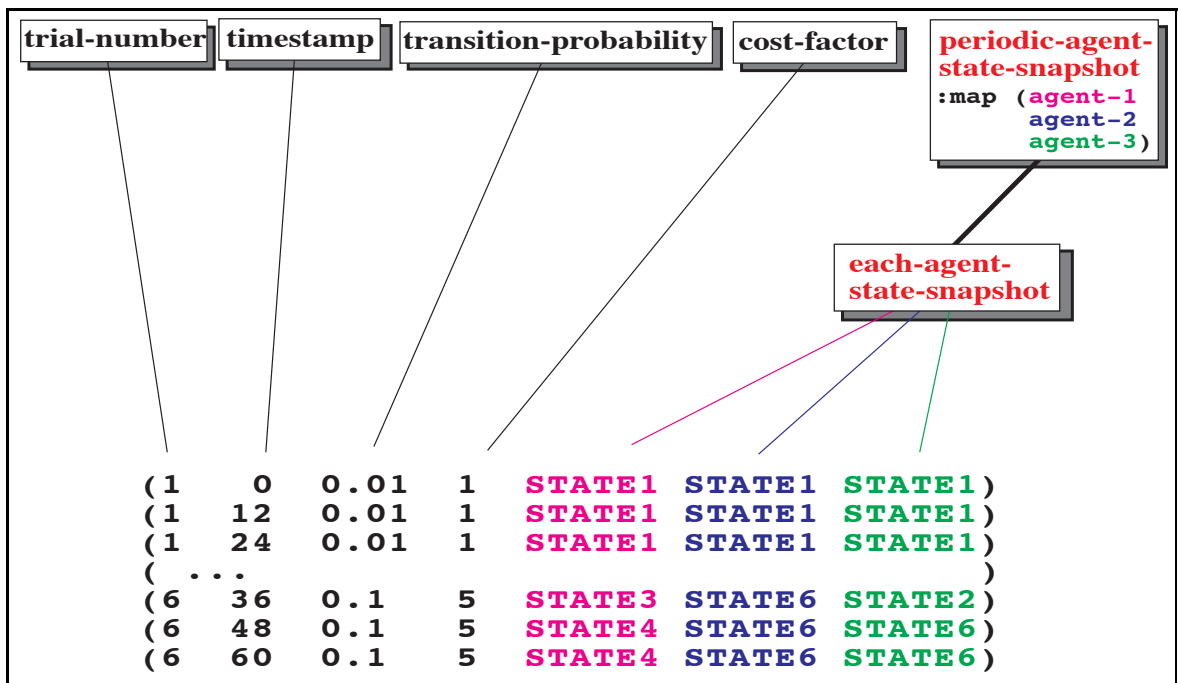 trial-number timestamp transition-probability cost-factor
periodic-agent-
state-snapshot
:map (agent-1
agent-2
agent-3)
each-agent-
state-snapshot
(1 0 0.01 1 STATE1 STATE1 STATE1)
(1 12 0.01 1 STATE1 STATE1 STATE1)
(1 24 0.01 1 STATE1 STATE1 STATE1)
( ... )
(6 36 0.1 5 STATE3 STATE6 STATE2)
(6 48 0.1 5 STATE4 STATE6 STATE6)
(6 60 0.1 5 STATE4 STATE6 STATE6)